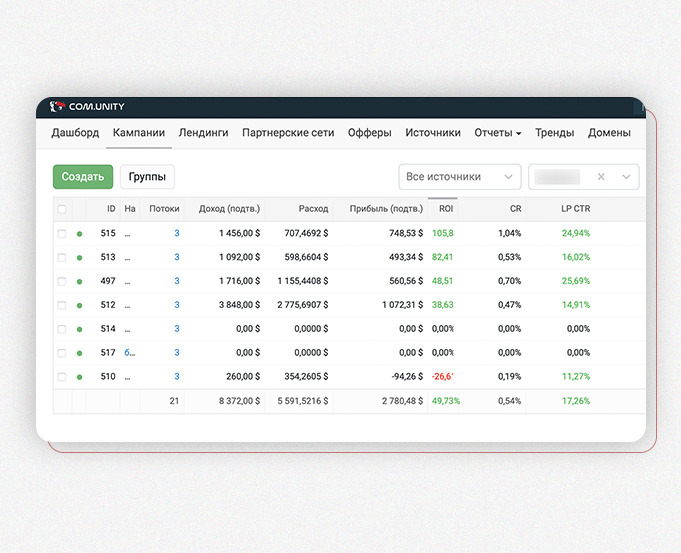 COM.UNITY
Дашборд Кампании Лендинги Партнерские сети Офферы Источники Отчеты Тренды Домены
Создать Группы Все источники
ID На Потоки Доход (подтв.) Расход Прибыль (подтв.) ROI CR LP CTR
515 ... 3 1 456,00 $ 707,4692 $ 748,53 $ 105,8 1,04% 24,94%
513 ... 3 1 092,00 $ 598,6604 $ 493,34 $ 82,41 0,53% 16,02%
497 ... 3 1 716,00 $ 1 155,4408 $ 560,56 $ 48,51 0,70% 25,69%
512 ... 3 3 848,00 $ 2 775,6907 $ 1 072,31 $ 38,63 0,47% 14,91%
514 ... 3 0,00 $ 0,0000 $ 0,00 $ 0,00% 0,00% 0,00%
517 б... 3 0,00 $ 0,0000 $ 0,00 $ 0,00% 0,00% 0,00%
510 ... 3 260,00 $ 354,2605 $ -94,26 $ -26,6 0,19% 11,27%
21 8 372,00 $ 5 591,5216 $ 2 780,48 $ 49,73% 0,54% 17,26%